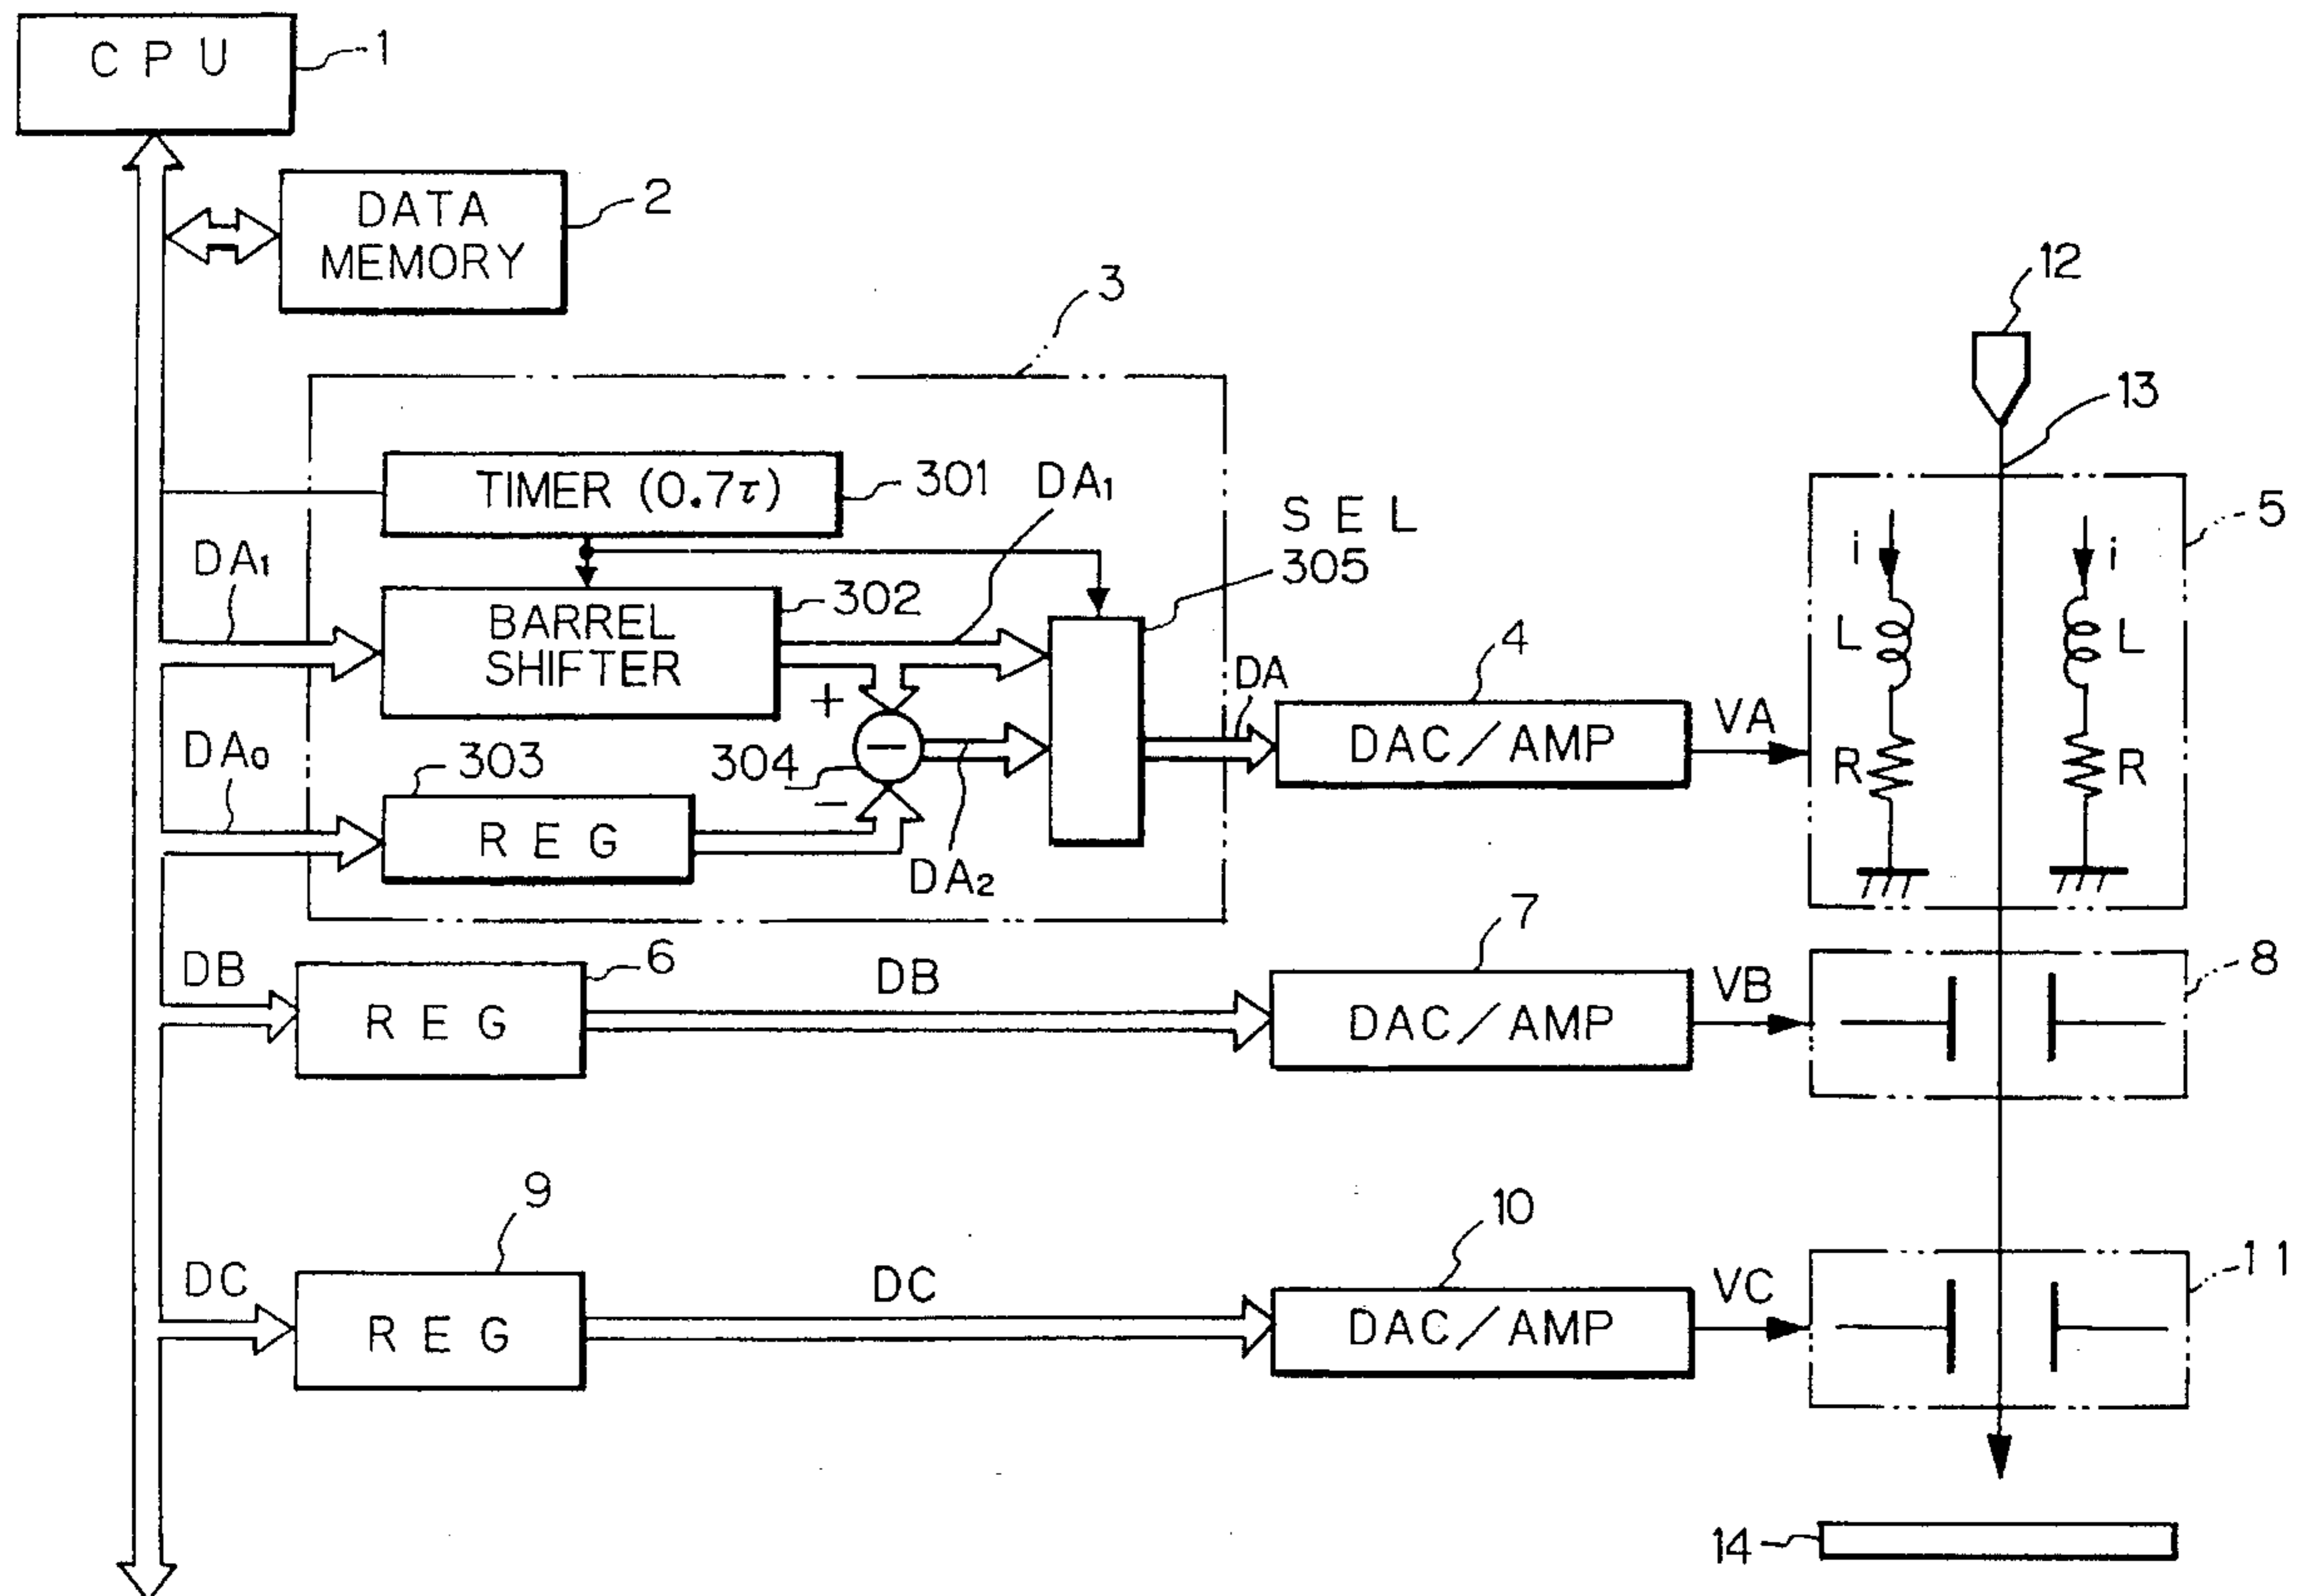 CPU
1
DATA
MEMORY
2
3
12
13
TIMER (0.7τ)
301
DA₁
SEL
305
5
i
i
DA₁
BARREL
SHIFTER
302
L
L
+
DA
4
DAC/AMP
VA
R
R
DA₀
303
304
−
−
REG
DA₂
DB
6
REG
DB
7
DAC/AMP
VB
8
9
DC
REG
DC
10
DAC/AMP
VC
11
14